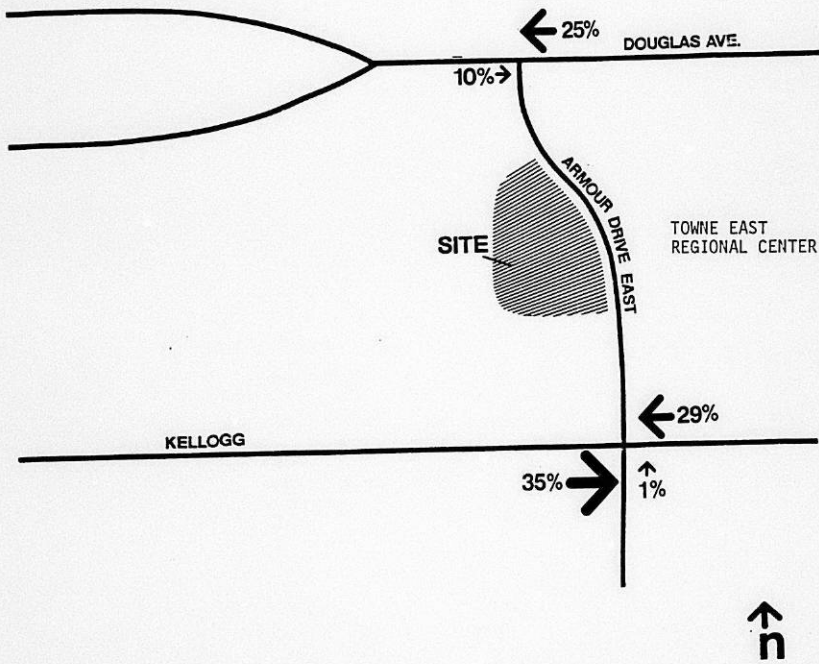 25%
DOUGLAS AVE.
10%
ARMOUR DRIVE EAST
TOWNE EAST
REGIONAL CENTER
SITE
29%
KELLOGG
35%
1%
n